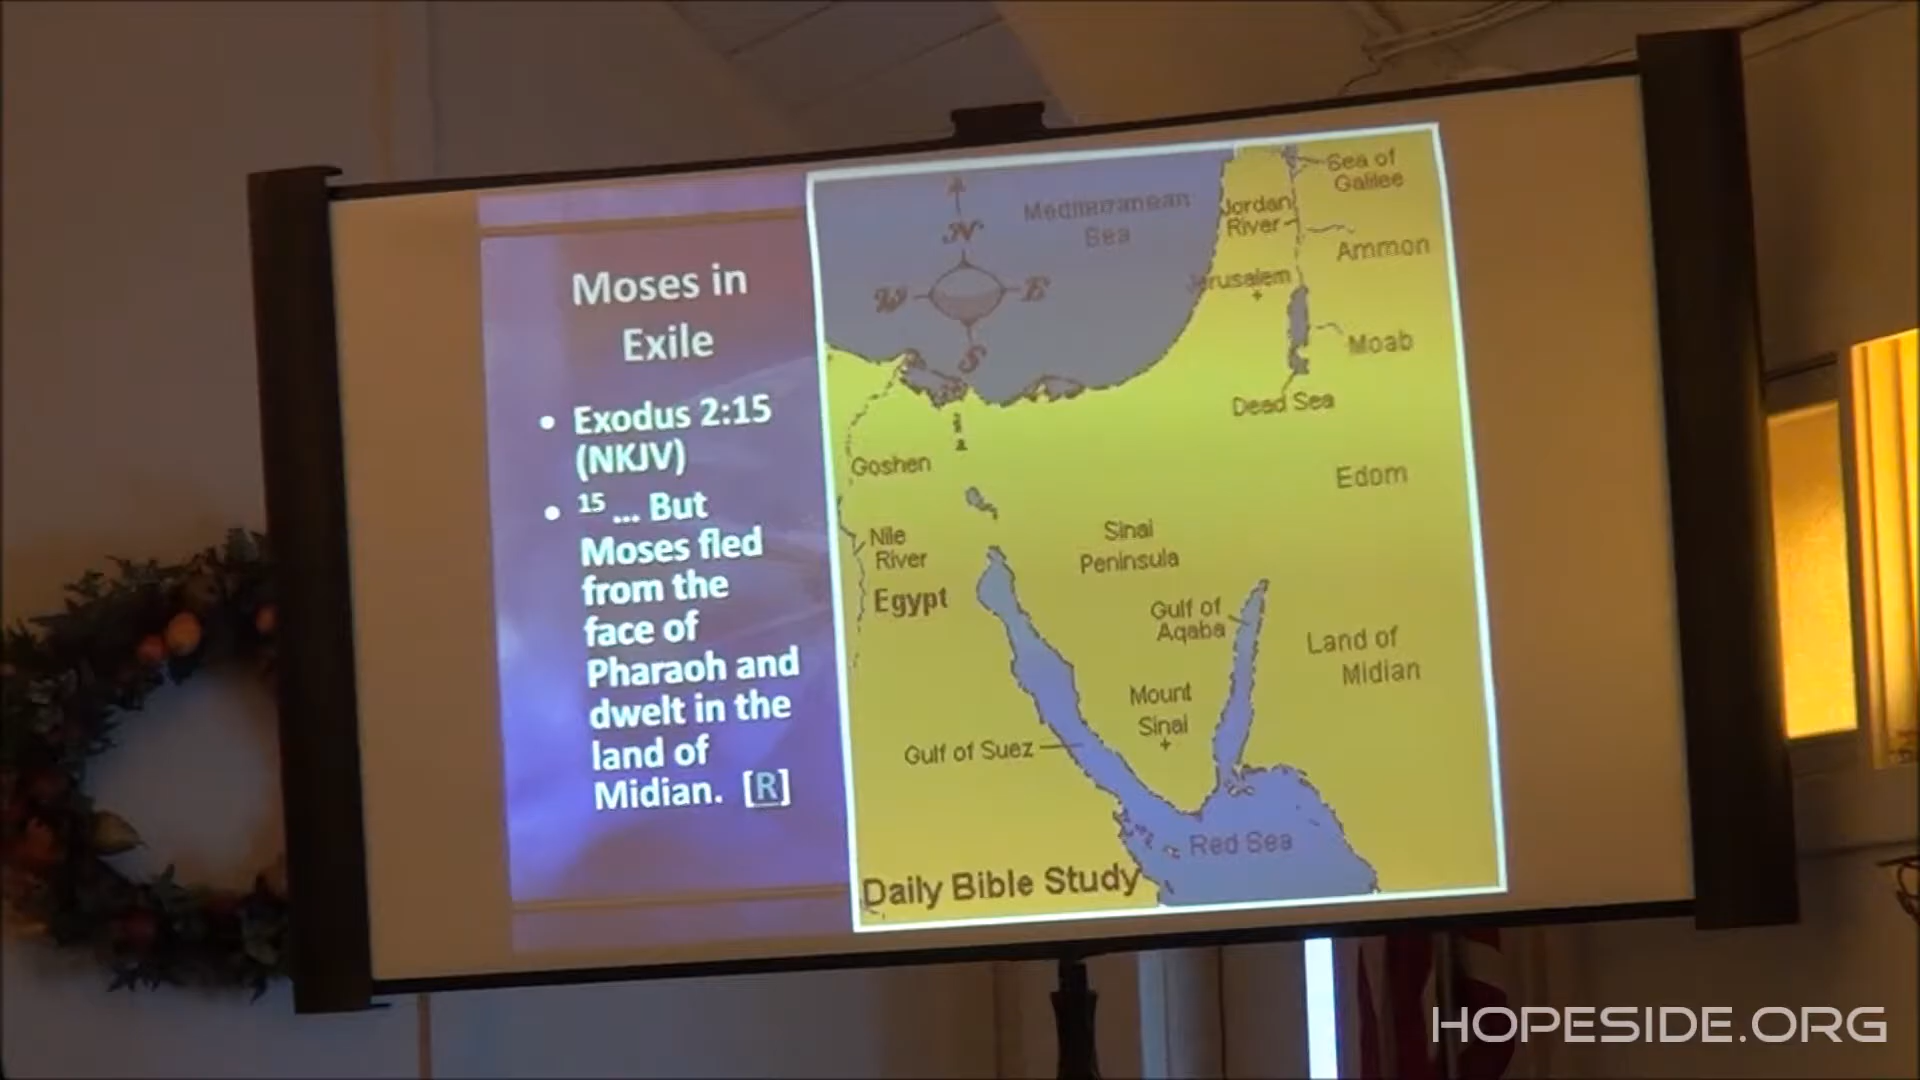 Moses in
Exile
• Exodus 2:15
(NKJV)
• 15 ... But
Moses fled
from the
face of
Pharaoh and
dwelt in the
land of
Midian. [R]
Mediterranean
Sea
N
W
E
S
Sea of
Galilee
Jordan
River
Ammon
Jerusalem
Moab
Dead Sea
Goshen
Edom
Nile
River
Egypt
Sinai
Peninsula
Gulf of
Aqaba
Land of
Midian
Mount
Sinai
Gulf of Suez
Red Sea
Daily Bible Study
HOPESIDE.ORG